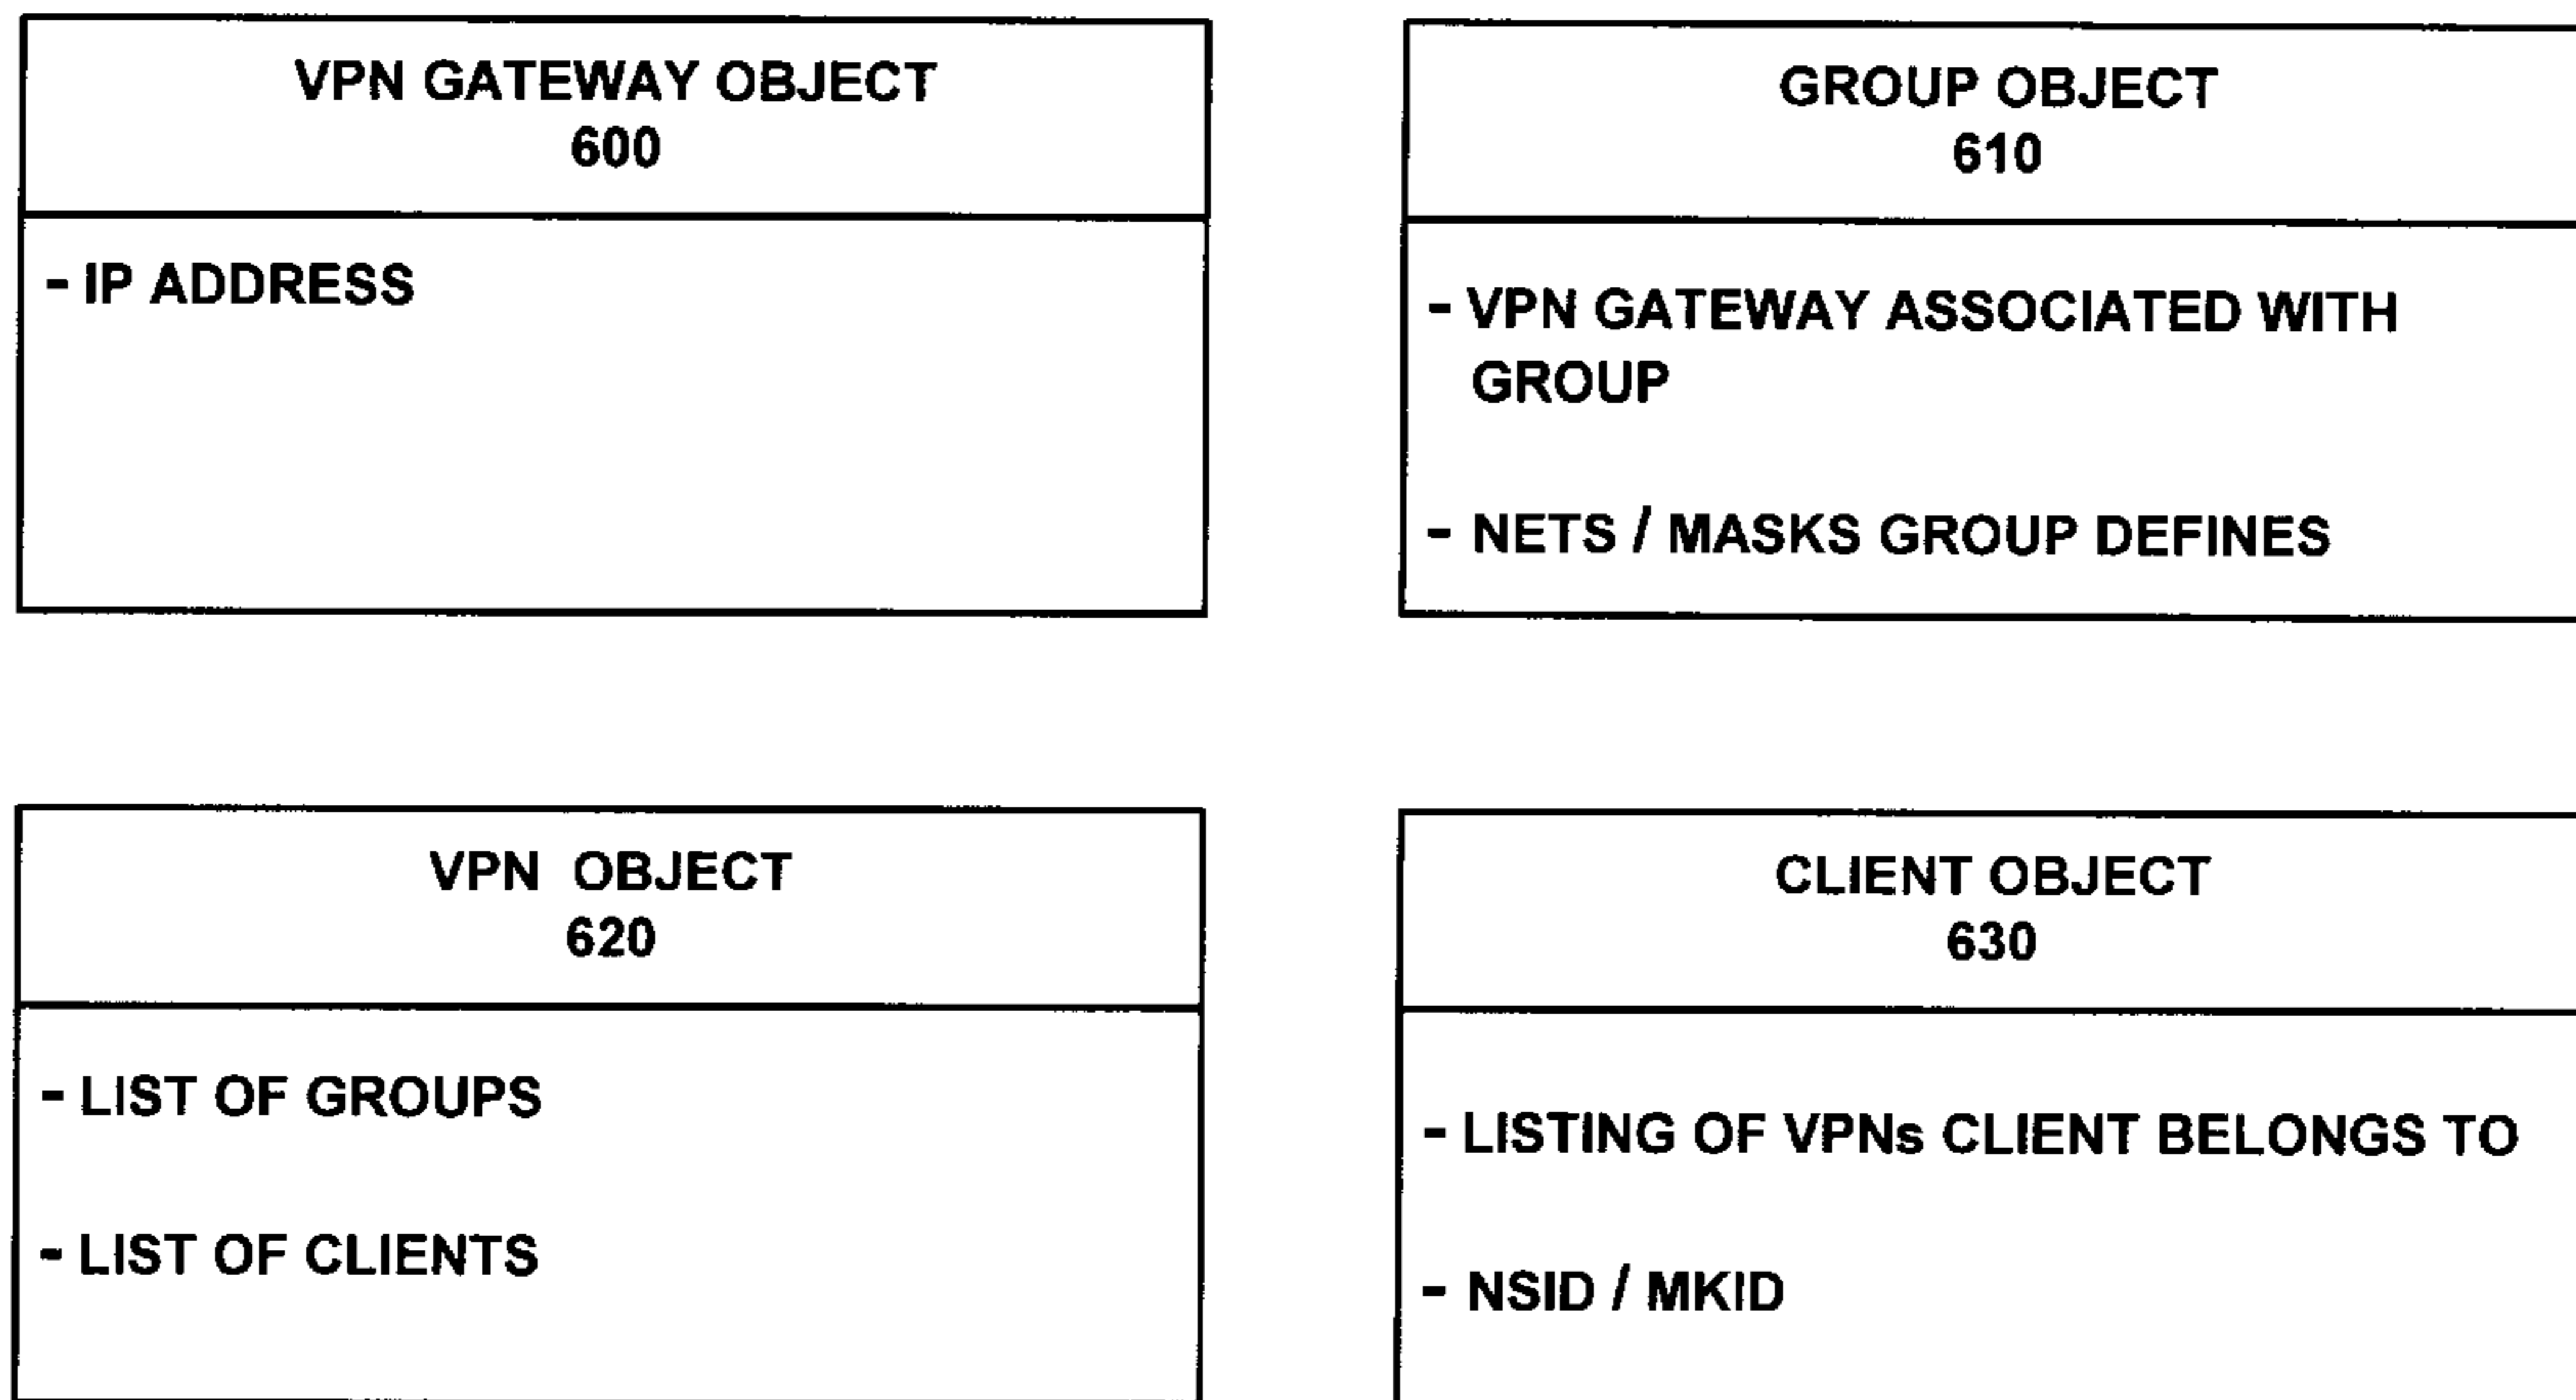 VPN GATEWAY OBJECT
600
- IP ADDRESS
GROUP OBJECT
610
- VPN GATEWAY ASSOCIATED WITH
GROUP
- NETS / MASKS GROUP DEFINES
VPN OBJECT
620
- LIST OF GROUPS
- LIST OF CLIENTS
CLIENT OBJECT
630
- LISTING OF VPNs CLIENT BELONGS TO
- NSID / MKID